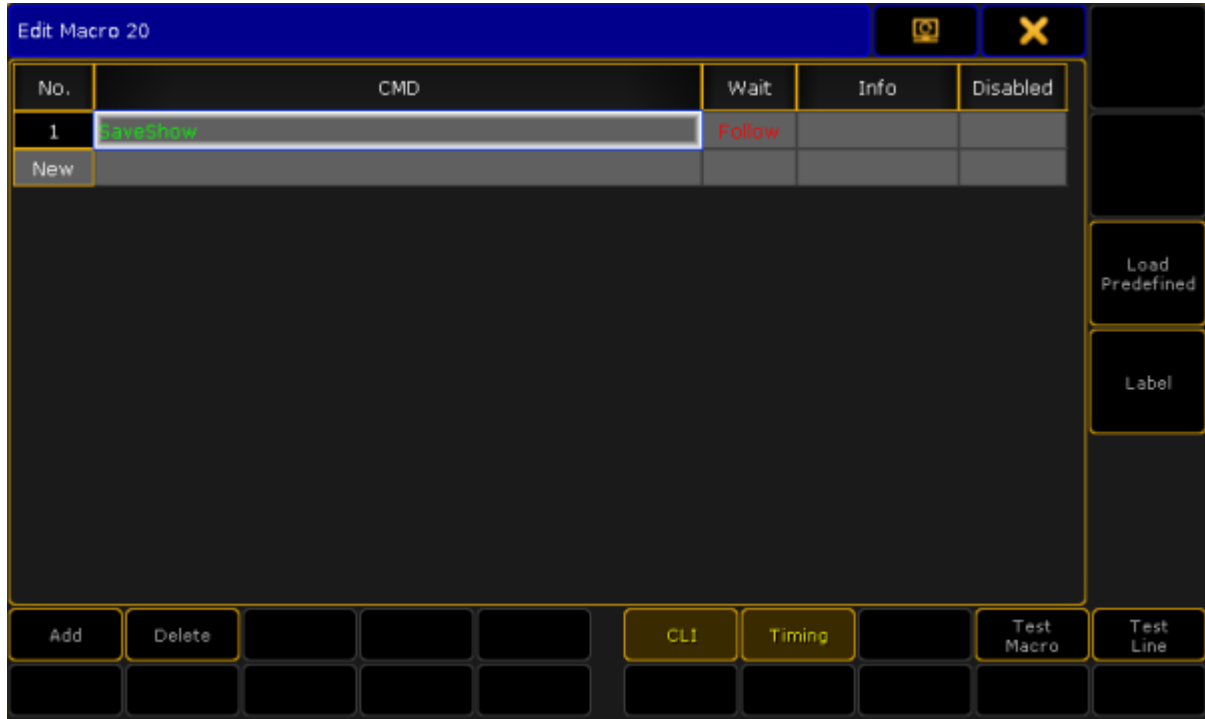 Edit Macro 20
No. CMD Wait Info Disabled
1 SaveShow Follow
New
Load
Predefined
Label
Add Delete CLI Timing Test Macro Test Line